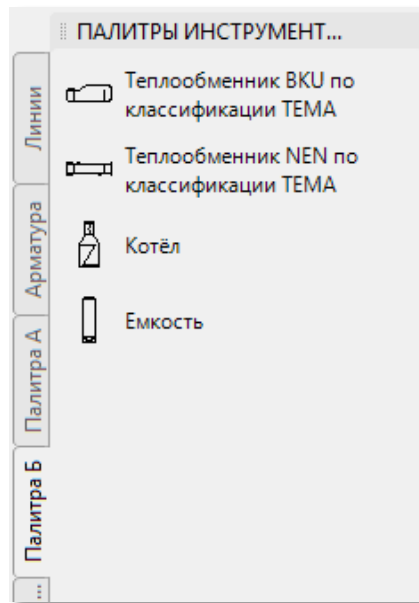 ПАЛИТРЫ ИНСТРУМЕНТ...
Линии
Арматура
Палитра А
Палитра Б
...
Теплообменник BKU по
классификации TEMA
Теплообменник NEN по
классификации TEMA
Котёл
Емкость